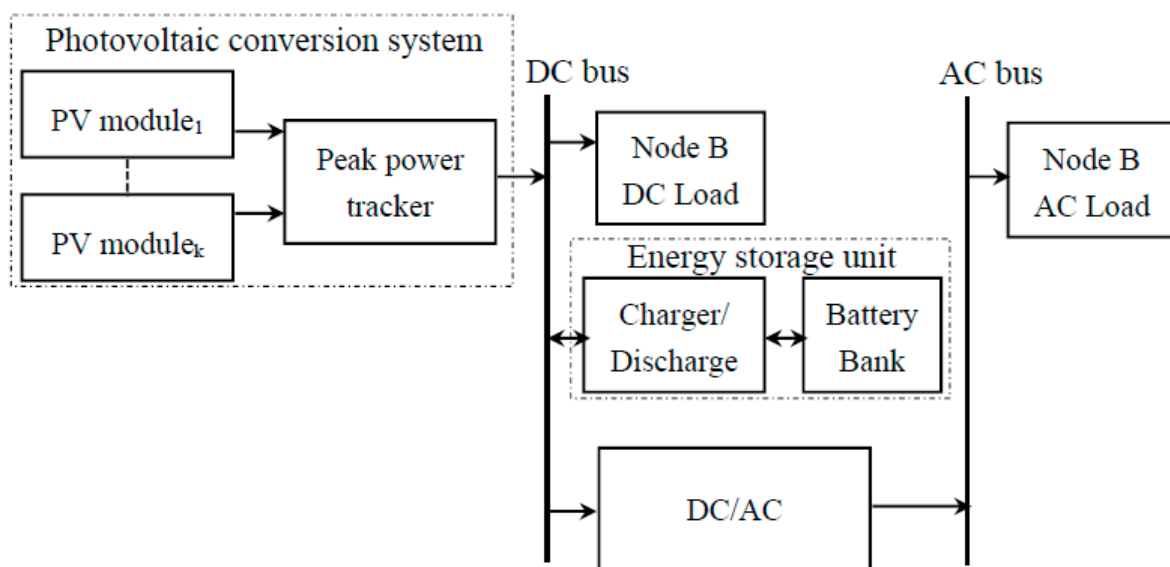 Photovoltaic conversion system
PV module₁
PV moduleₖ
Peak power
tracker
DC bus
Node B
DC Load
Energy storage unit
Charger/
Discharge
Battery
Bank
DC/AC
AC bus
Node B
AC Load